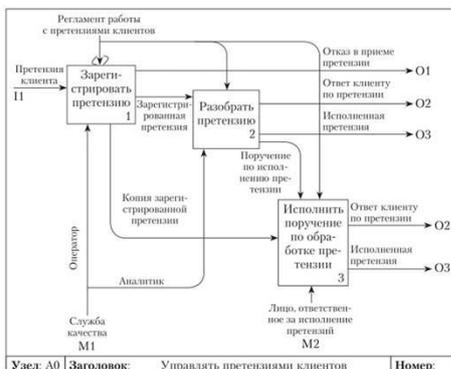 Регламент работы
с претензиями клиентов
Претензия
клиента
I1
Зареги-
стрировать
претензию
1
Отказ в приеме
претензии
O1
Зарегистри-
рованная
претензия
Разобрать
претензию
2
Ответ клиенту
по претензии
O2
Исполненная
претензия
O3
Поручение
по испол-
нению пре-
тензии
Копия зареги-
стрированной
претензии
Исполнить
поручение
по обра-
ботке пре-
тензии
3
Ответ клиенту
по претензии
O2
Исполненная
претензия
O3
Оператор
Аналитик
Служба
качества
M1
Лицо, ответствен-
ное за исполнение
претензий
M2
Узел: A0 Заголовок: Управлять претензиями клиентов Номер: